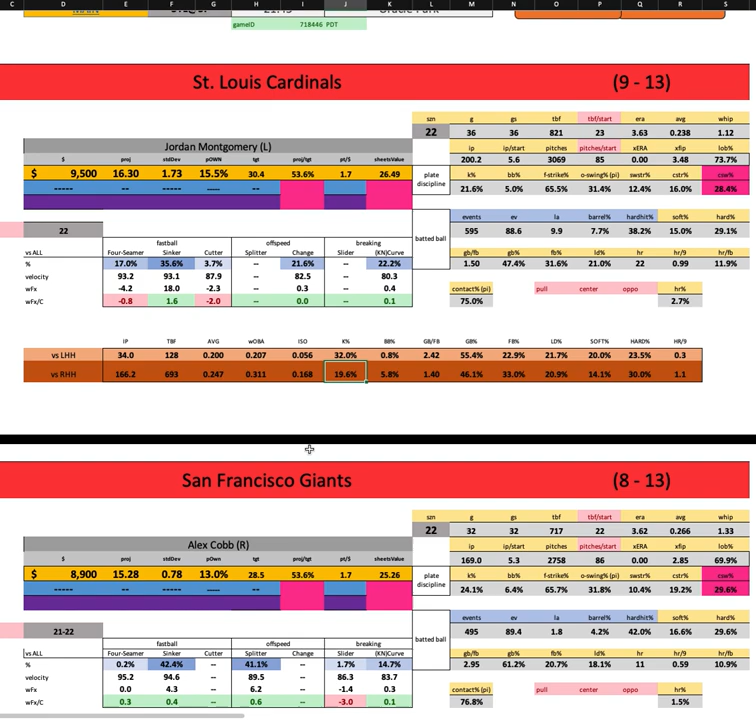 C D E F G H I J K L M N O P Q R S
MAIN
gameID 718446 PDT
St. Louis Cardinals (9 - 13)
szn g gs tbf tbf/start era avg whip
22 36 36 821 23 3.63 0.238 1.12
Jordan Montgomery (L)
ip ip/start pitches pitches/start xERA xfip lob%
200.2 5.6 3069 85 0.00 3.48 73.7%
$ proj stdDev pOWN tgt proj/tgt pt/$ sheetsValue
$ 9,500 16.30 1.73 15.5% 30.4 53.6% 1.7 26.49
plate discipline
k% bb% f-strike% o-swing% (pi) swstr% cstr% csw%
21.6% 5.0% 65.5% 31.4% 12.4% 16.0% 28.4%
----- -- ----- ----- --
batted ball
events ev la barrel% hardhit% soft% hard%
595 88.6 9.9 7.7% 38.2% 15.0% 29.1%
22
fastball offspeed breaking
vs ALL Four-Seamer Sinker Cutter Splitter Change Slider (KN)Curve
gb/fb gb% fb% ld% hr hr/9 hr/fb
1.50 47.4% 31.6% 21.0% 22 0.99 11.9%
% 17.0% 35.6% 3.7% -- 21.6% -- 22.2%
velocity 93.2 93.1 87.9 -- 82.5 -- 80.3
wFx -4.2 18.0 -2.3 -- 0.3 -- 0.4
wFx/C -0.8 1.6 -2.0 -- 0.0 -- 0.1
contact% (pi) pull center oppo hr%
75.0% 2.7%
IP TBF AVG wOBA ISO K% BB% GB/FB GB% FB% LD% SOFT% HARD% HR/9
vs LHH 34.0 128 0.200 0.207 0.056 32.0% 0.8% 2.42 55.4% 22.9% 21.7% 20.0% 23.5% 0.3
vs RHH 166.2 693 0.247 0.311 0.168 19.6% 5.8% 1.40 46.1% 33.0% 20.9% 14.1% 30.0% 1.1
San Francisco Giants (8 - 13)
szn g gs tbf tbf/start era avg whip
22 32 32 717 22 3.62 0.266 1.33
Alex Cobb (R)
ip ip/start pitches pitches/start xERA xfip lob%
169.0 5.3 2758 86 0.00 2.85 69.9%
$ proj stdDev pOwn tgt proj/tgt pt/$ sheetsValue
$ 8,900 15.28 0.78 13.0% 28.5 53.6% 1.7 25.26
plate discipline
k% bb% f-strike% o-swing% (pi) swstr% cstr% csw%
24.1% 6.4% 65.7% 31.8% 10.4% 19.2% 29.6%
----- -- ----- ----- --
batted ball
events ev la barrel% hardhit% soft% hard%
495 89.4 1.8 4.2% 42.0% 16.6% 29.6%
21-22
fastball offspeed breaking
vs ALL Four-Seamer Sinker Cutter Splitter Change Slider (KN)Curve
gb/fb gb% fb% ld% hr hr/9 hr/fb
2.95 61.2% 20.7% 18.1% 11 0.59 10.9%
% 0.2% 42.4% -- 41.1% -- 1.7% 14.7%
velocity 95.2 94.6 -- 89.5 -- 86.3 83.7
wFx 0.0 4.3 -- 6.2 -- -1.4 0.3
wFx/C 0.3 0.4 -- 0.6 -- -3.0 0.1
contact% (pi) pull center oppo hr%
76.8% 1.5%